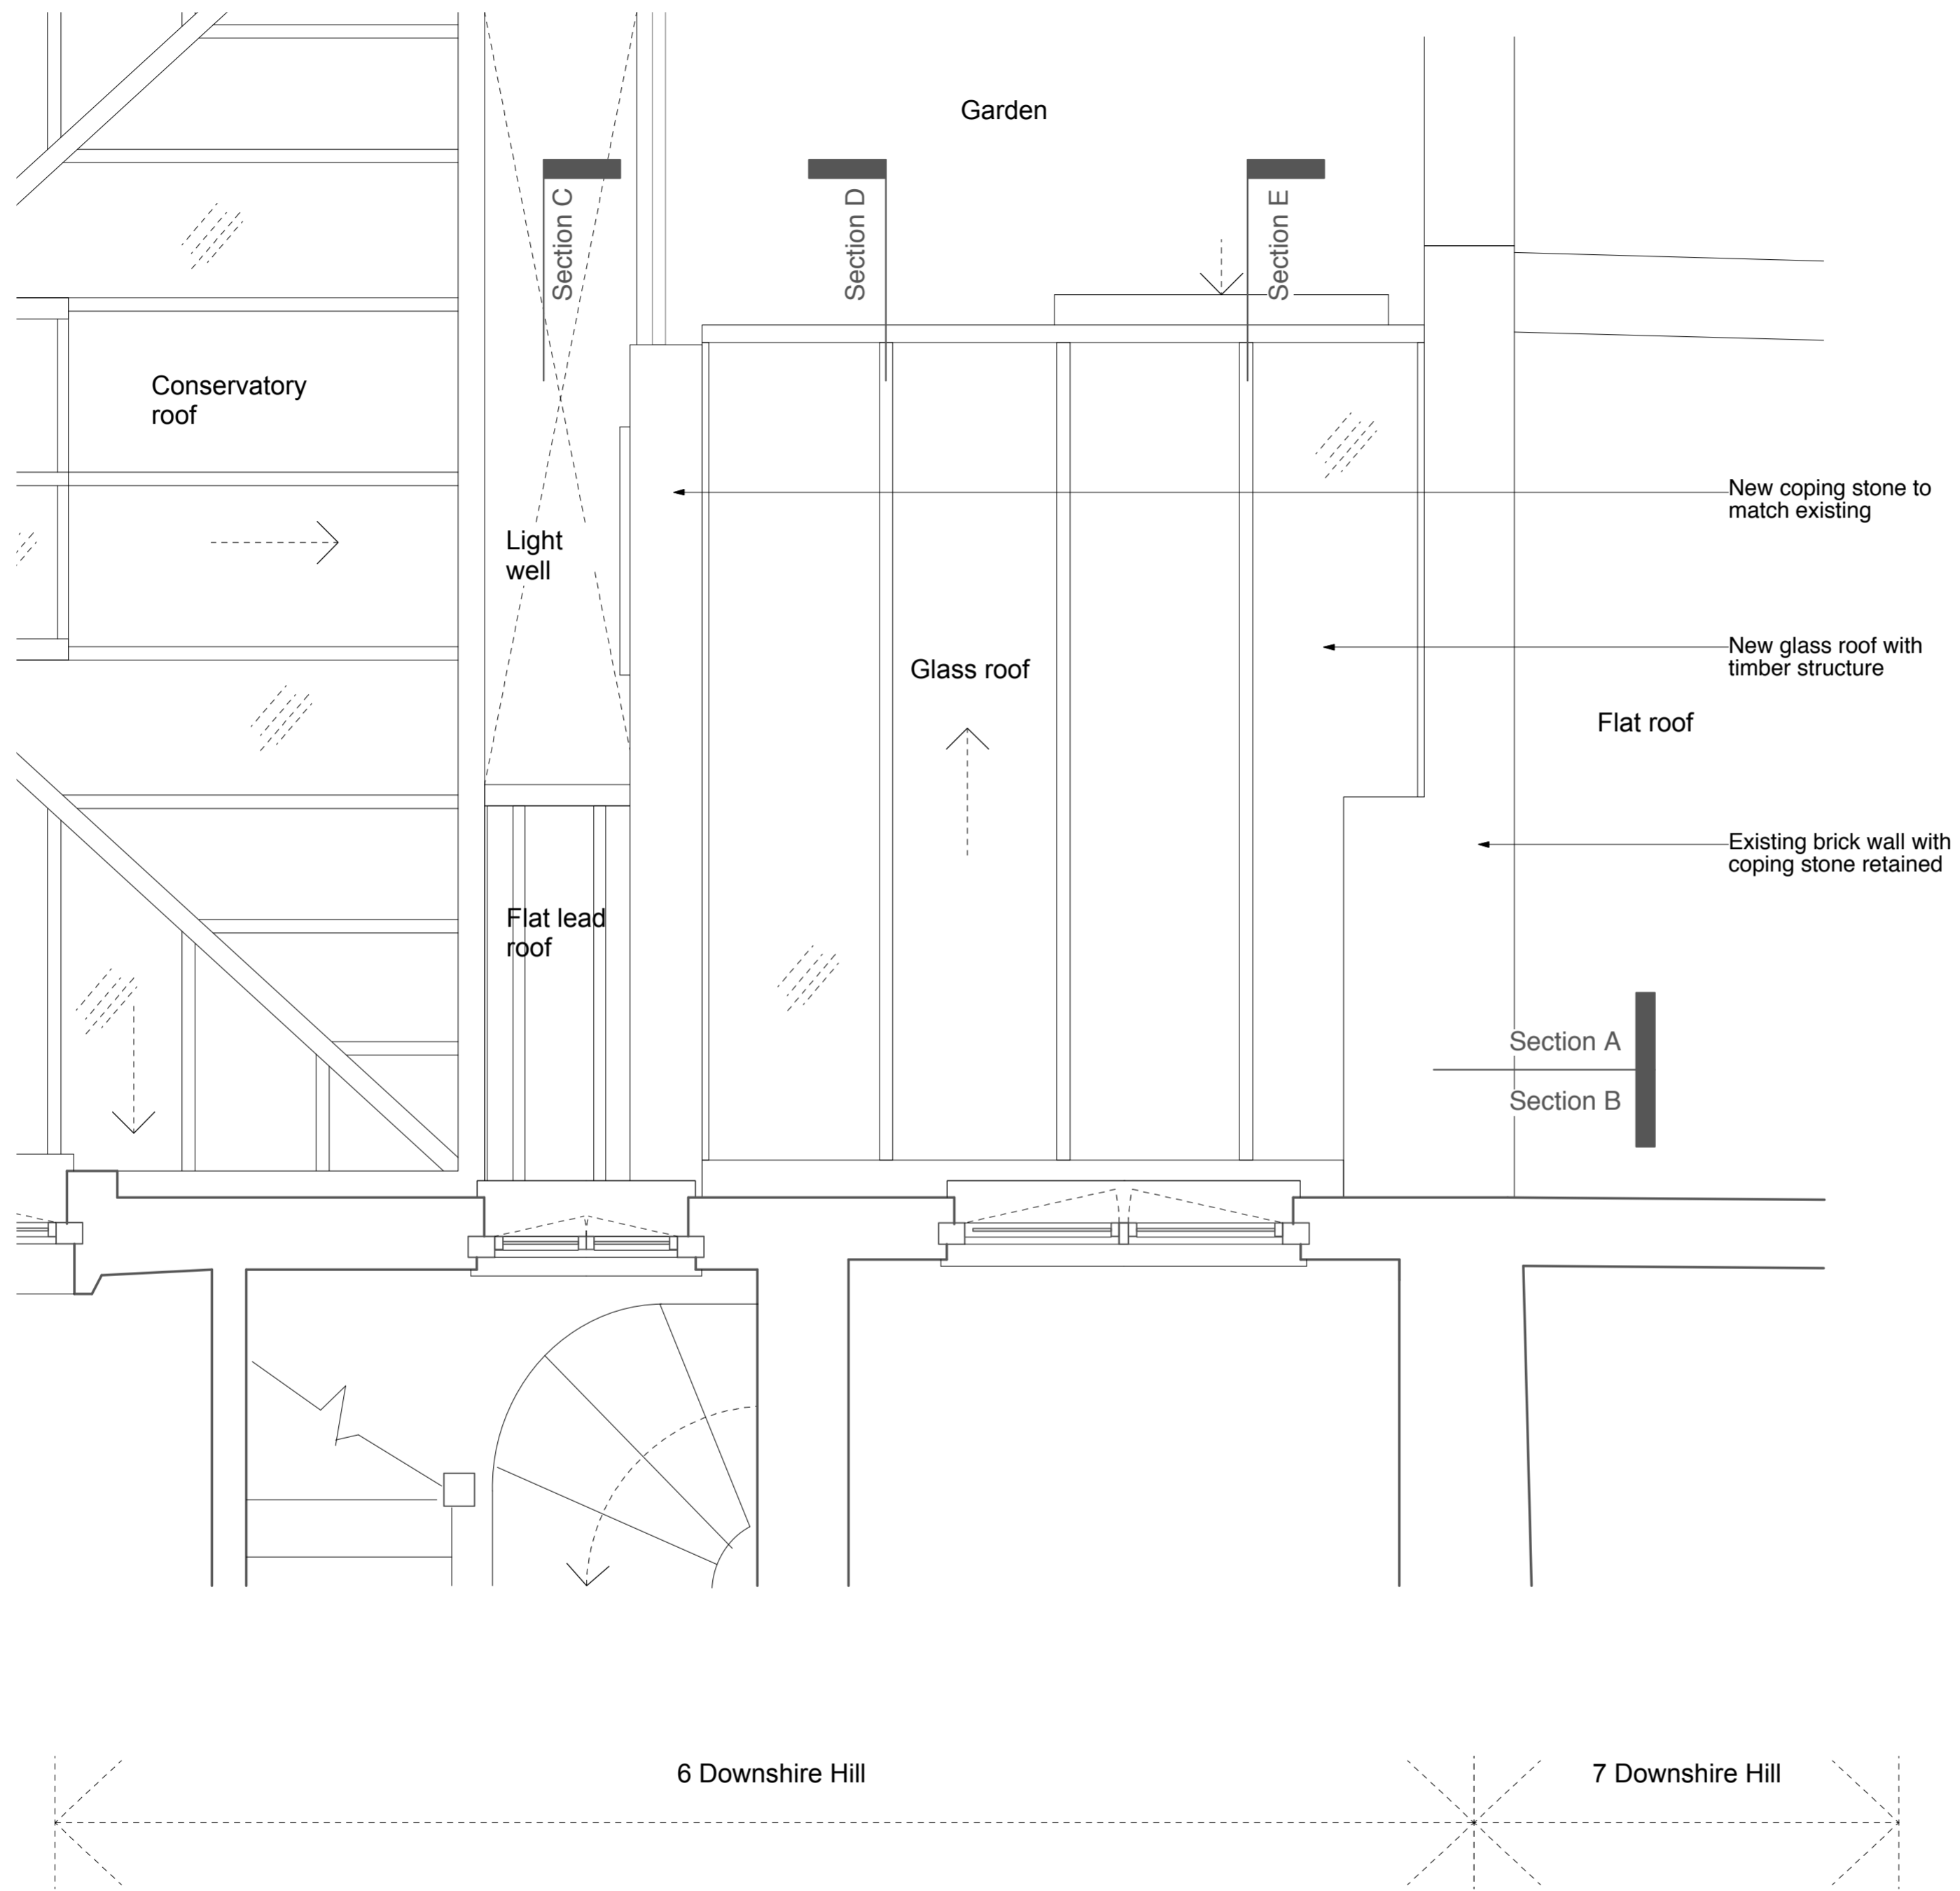 Garden
Section C
Section D
Section E
Conservatory
roof
New coping stone to
match existing
Light
well
New glass roof with
timber structure
Glass roof
Flat roof
Existing brick wall with
coping stone retained
Flat lead
roof
Section A
Section B
6 Downshire Hill
7 Downshire Hill